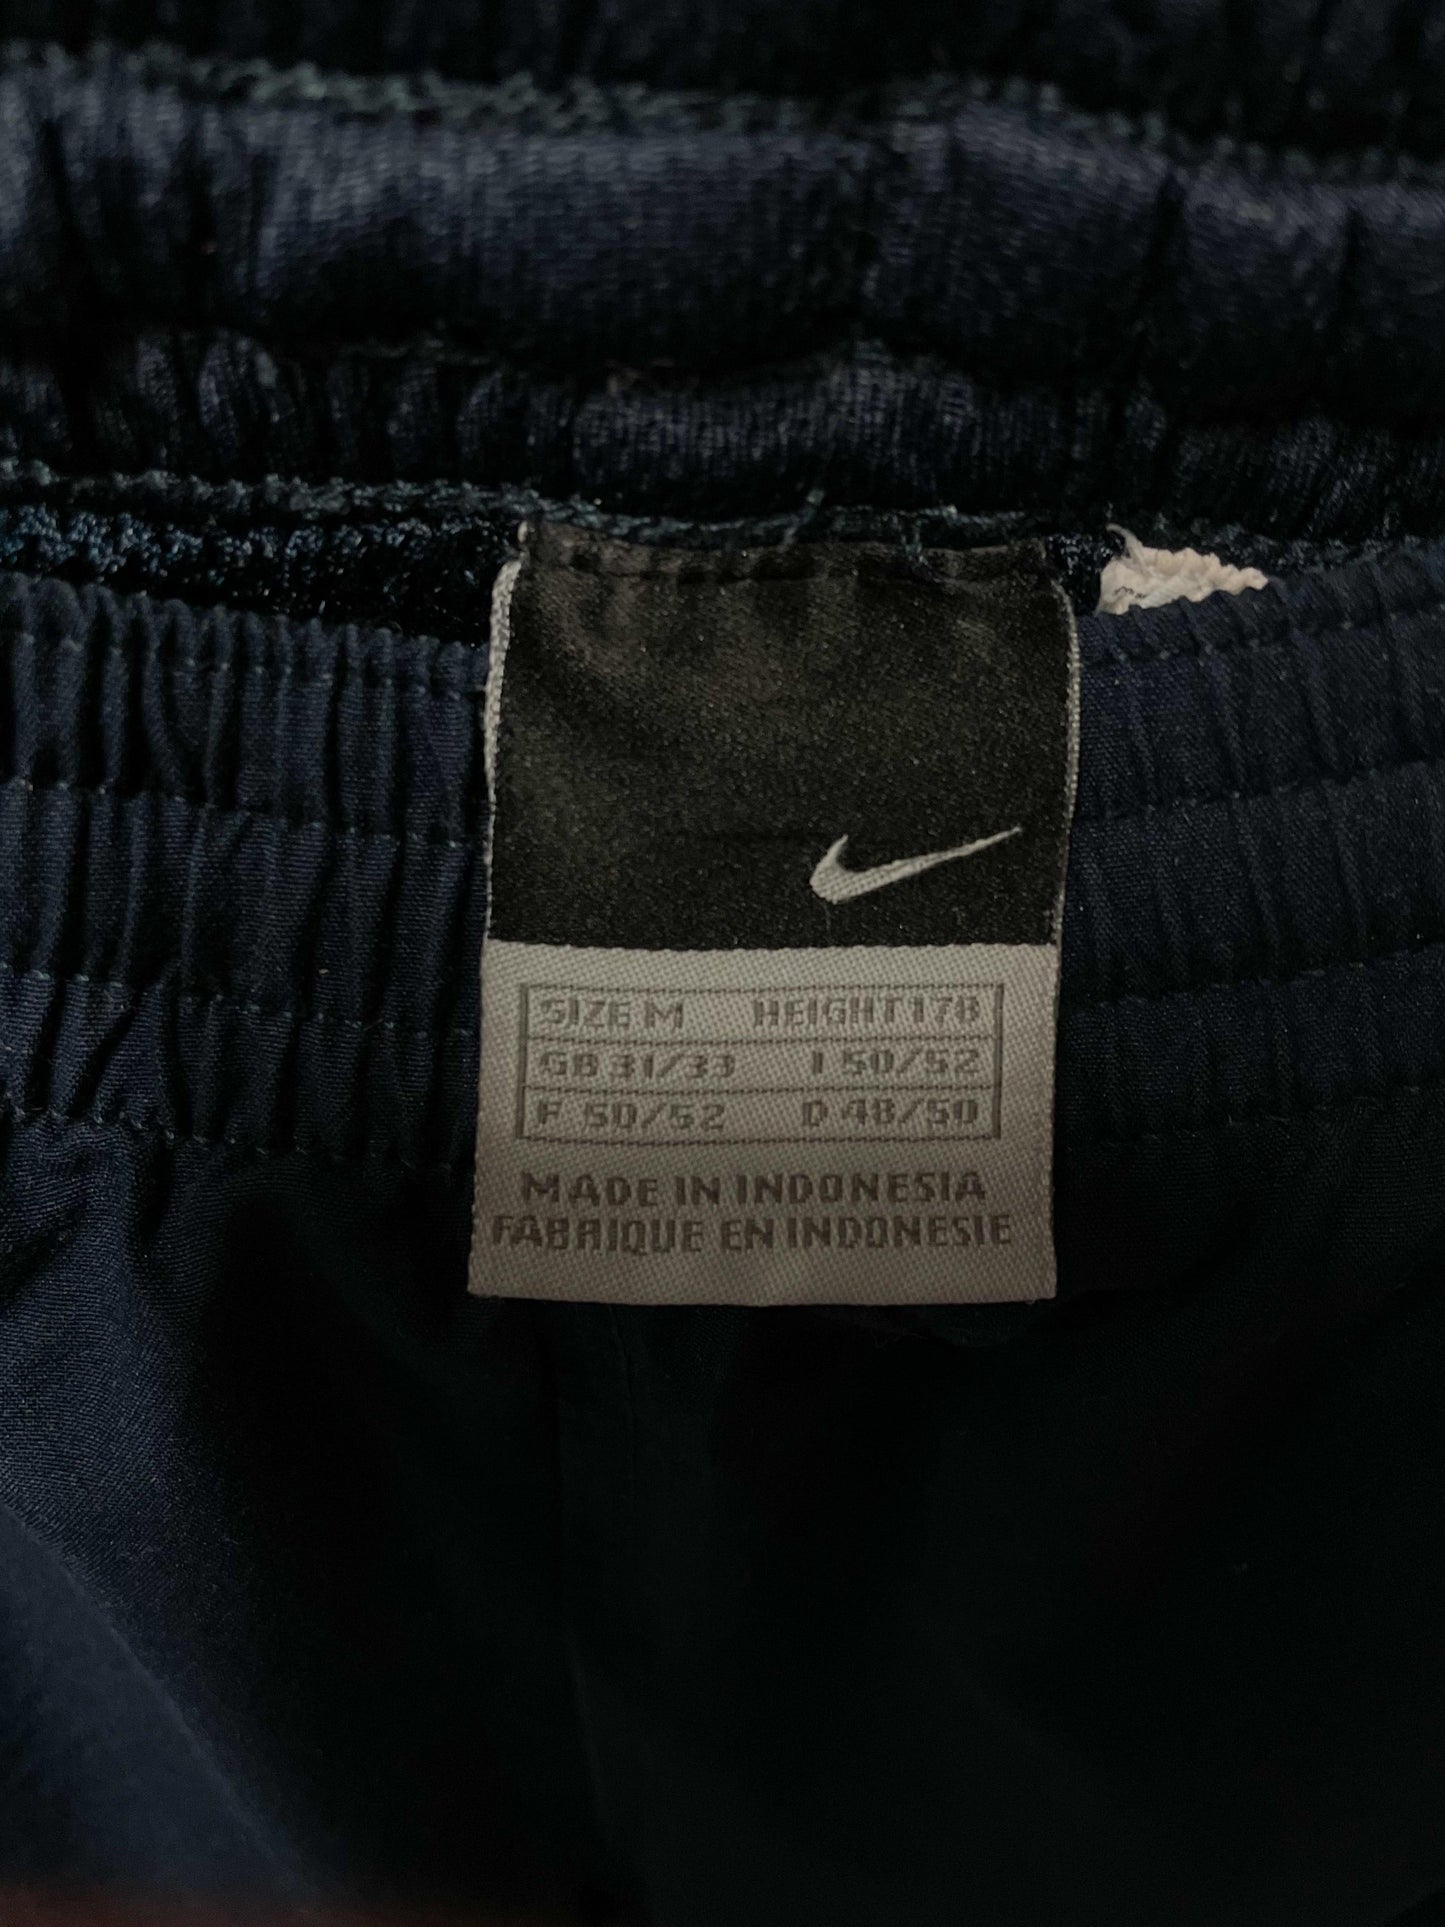 SIZE M HEIGHT 178
GB 31/33 I 50/52
F 50/52 D 48/50
MADE IN INDONESIA
FABRIQUE EN INDONESIE